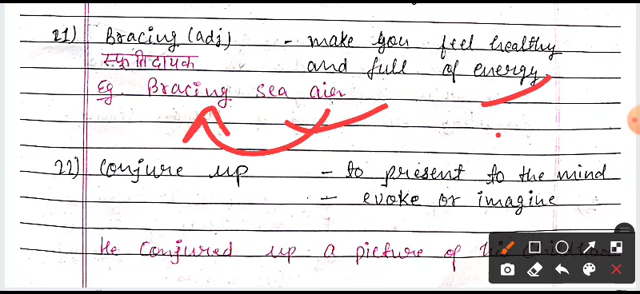 21) Bracing (adj) - make you feel healthy
स्फूर्तिदायक and full of energy
Eg Bracing sea air
22) Conjure up - to present to the mind
- evoke or imagine
He conjured up a picture of